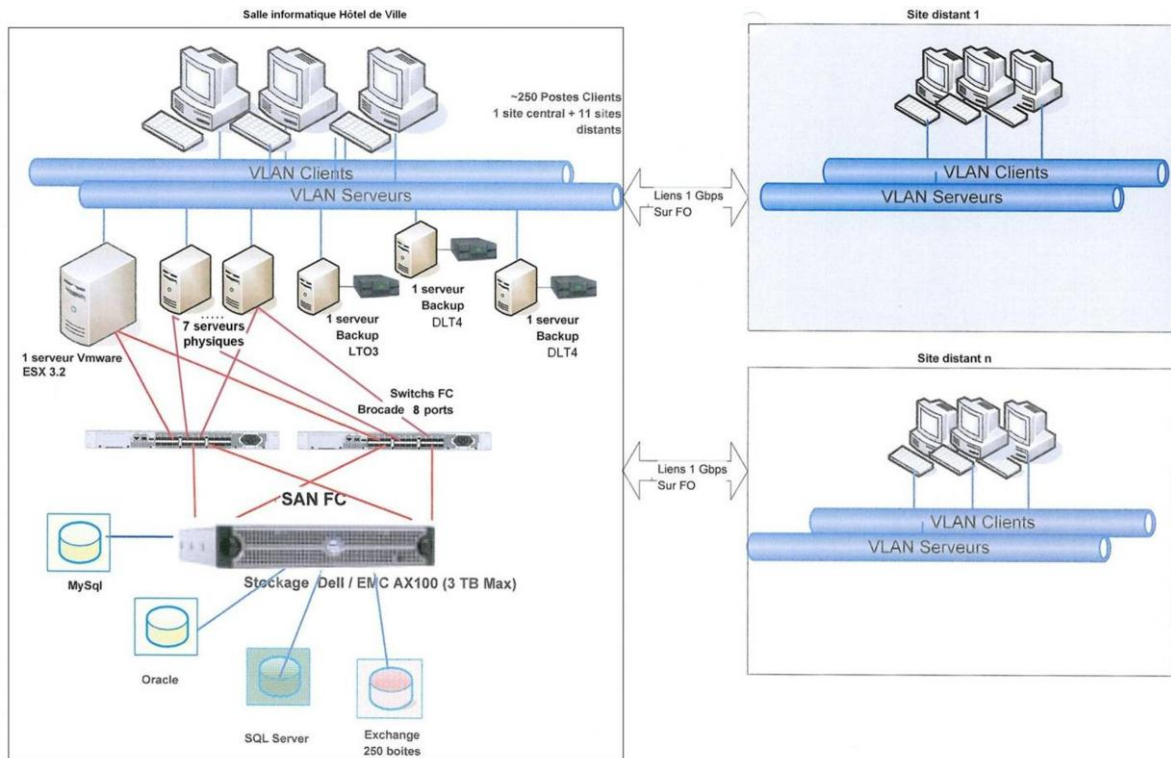 Salle informatique Hôtel de Ville
~250 Postes Clients
1 site central + 11 sites
distants
VLAN Clients
VLAN Serveurs
1 serveur Vmware
ESX 3.2
.....
7 serveurs
physiques
1 serveur
Backup
LTO3
1 serveur
Backup
DLT4
1 serveur
Backup
DLT4
Switchs FC
Brocade 8 ports
SAN FC
Stockage Dell / EMC AX100 (3 TB Max)
MySql
Oracle
SQL Server
Exchange
250 boites
Liens 1 Gbps
Sur FO
Site distant 1
VLAN Clients
VLAN Serveurs
Liens 1 Gbps
Sur FO
Site distant n
VLAN Clients
VLAN Serveurs